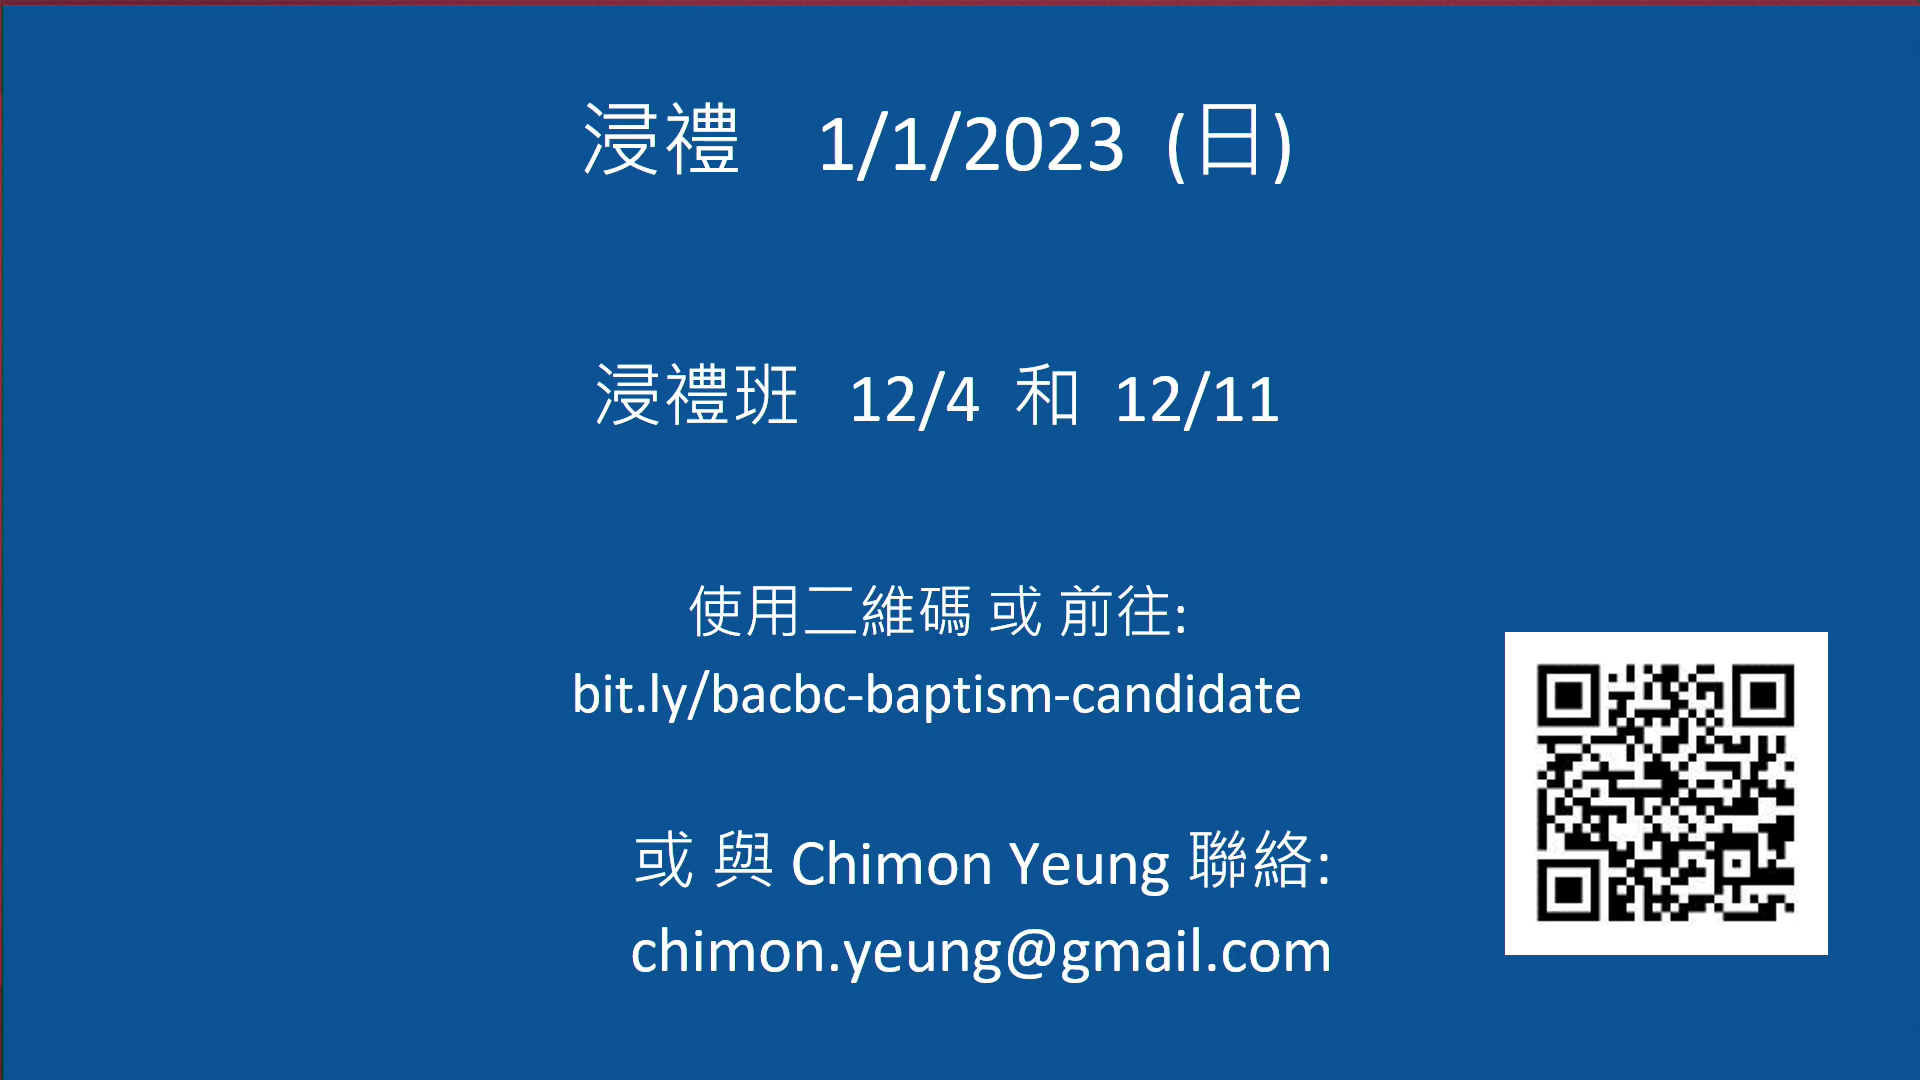 浸禮 1/1/2023 (日)
浸禮班 12/4 和 12/11
使用二維碼 或 前往:
bit.ly/bacbc-baptism-candidate
或 與 Chimon Yeung 聯絡:
chimon.yeung@gmail.com